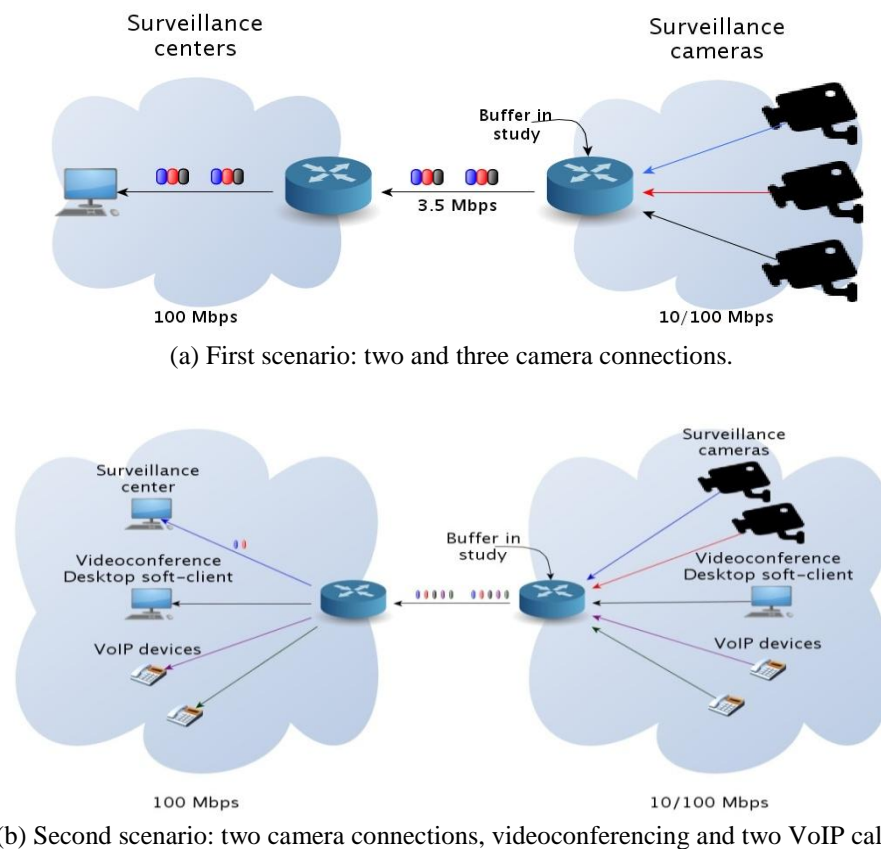 Surveillance
centers
Surveillance
cameras
Buffer in
study
3.5 Mbps
100 Mbps
10/100 Mbps
(a) First scenario: two and three camera connections.
Surveillance
cameras
Surveillance
center
Buffer in
study
Videoconference
Desktop soft-client
Videoconference
Desktop soft-client
VoIP devices
VoIP devices
100 Mbps
10/100 Mbps
(b) Second scenario: two camera connections, videoconferencing and two VoIP cal